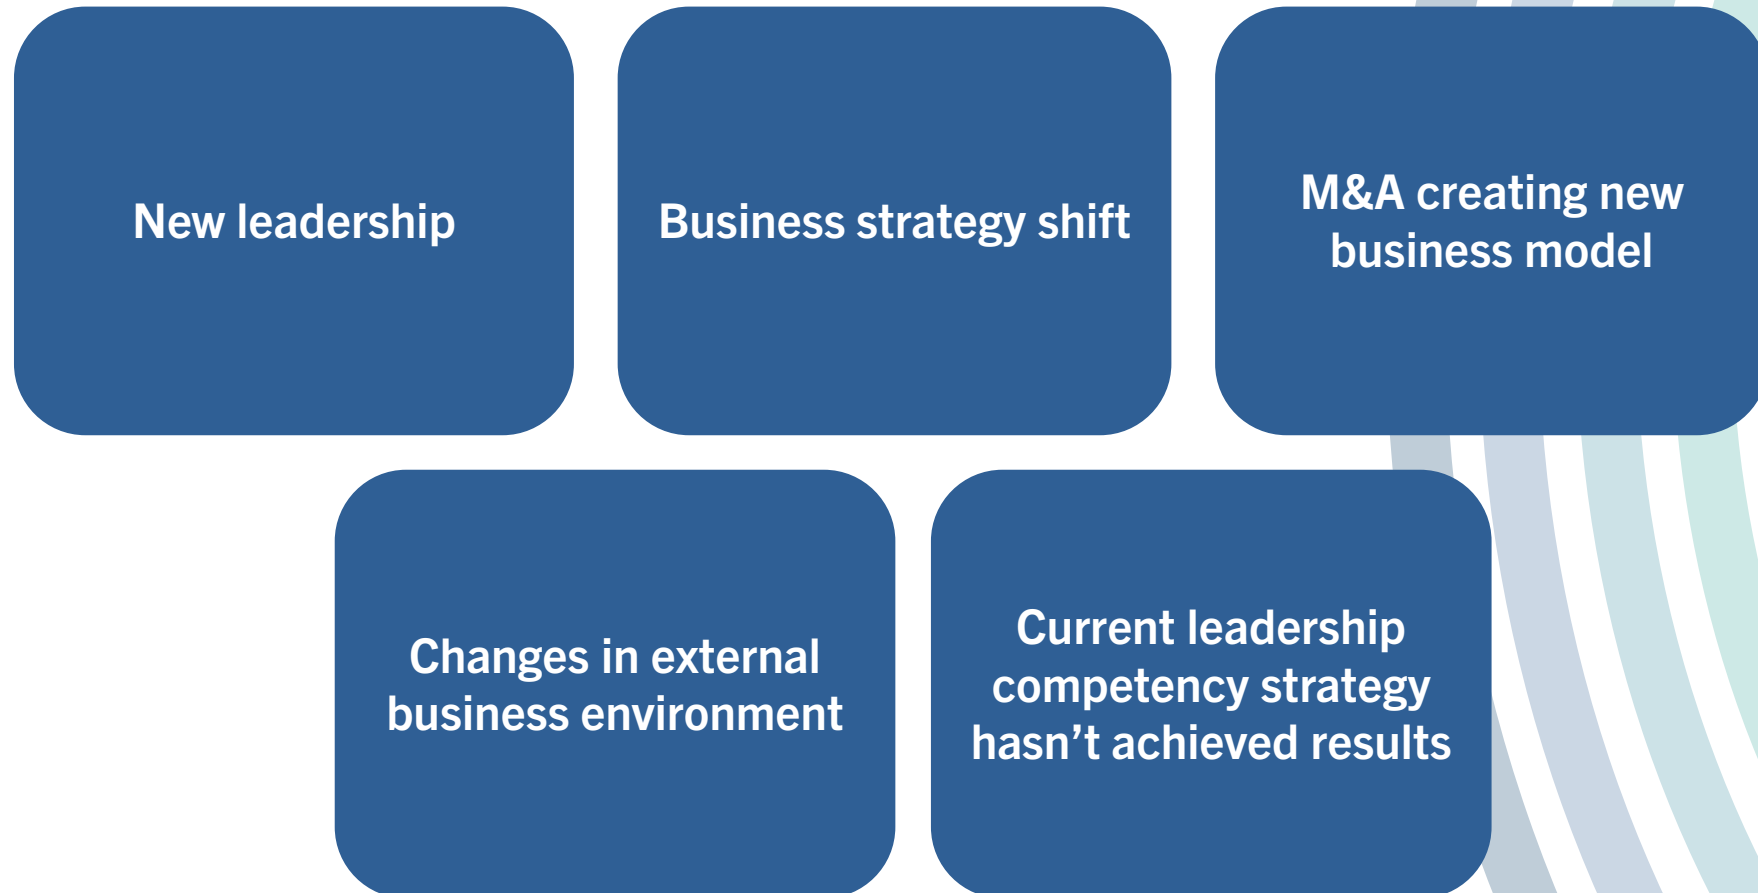 New leadership
Business strategy shift
M&A creating new
business model
Changes in external
business environment
Current leadership
competency strategy
hasn’t achieved results